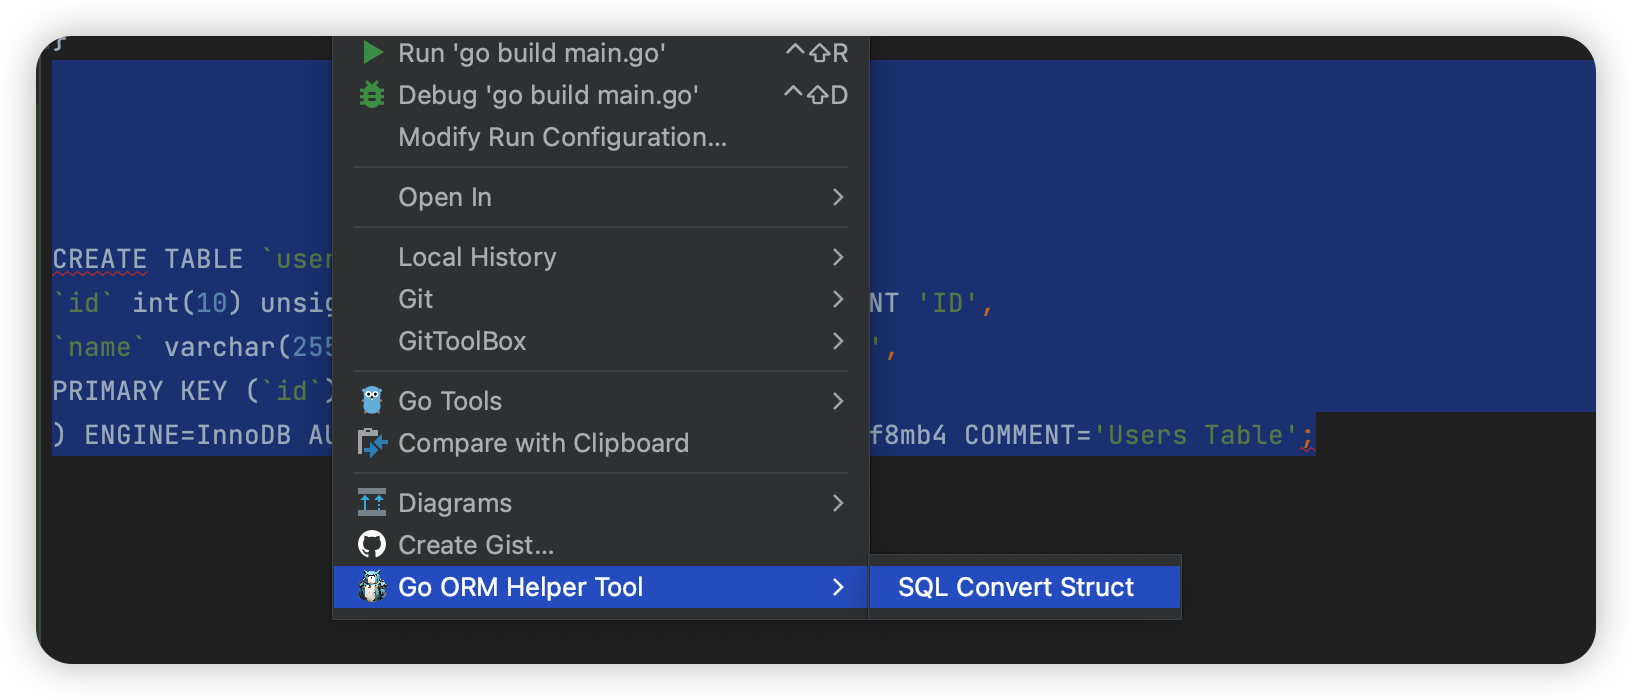 }
Run 'go build main.go' ^⇧R
Debug 'go build main.go' ^⇧D
Modify Run Configuration...
Open In
CREATE TABLE `user
Local History
`id` int(10) unsig
Git
NT 'ID',
`name` varchar(255
GitToolBox
',
PRIMARY KEY (`id`)
Go Tools
) ENGINE=InnoDB AU
Compare with Clipboard
f8mb4 COMMENT='Users Table';
Diagrams
Create Gist...
Go ORM Helper Tool
SQL Convert Struct